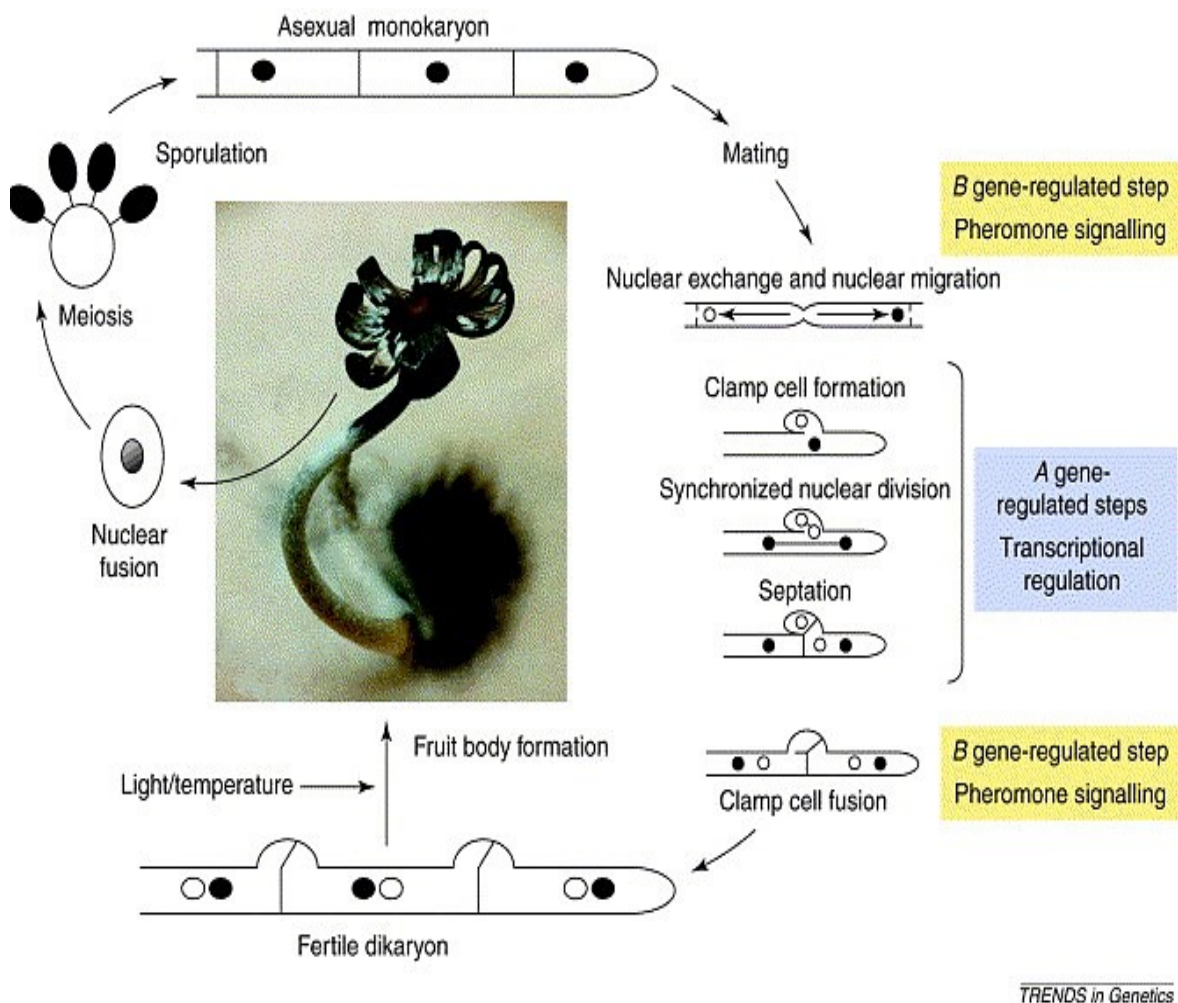 Asexual monokaryon
Sporulation
Mating
B gene-regulated step
Pheromone signalling
Nuclear exchange and nuclear migration
Meiosis
Clamp cell formation
Synchronized nuclear division
A gene-
regulated steps
Transcriptional
regulation
Nuclear
fusion
Septation
Fruit body formation
Light/temperature
B gene-regulated step
Pheromone signalling
Clamp cell fusion
Fertile dikaryon
TRENDS in Genetics